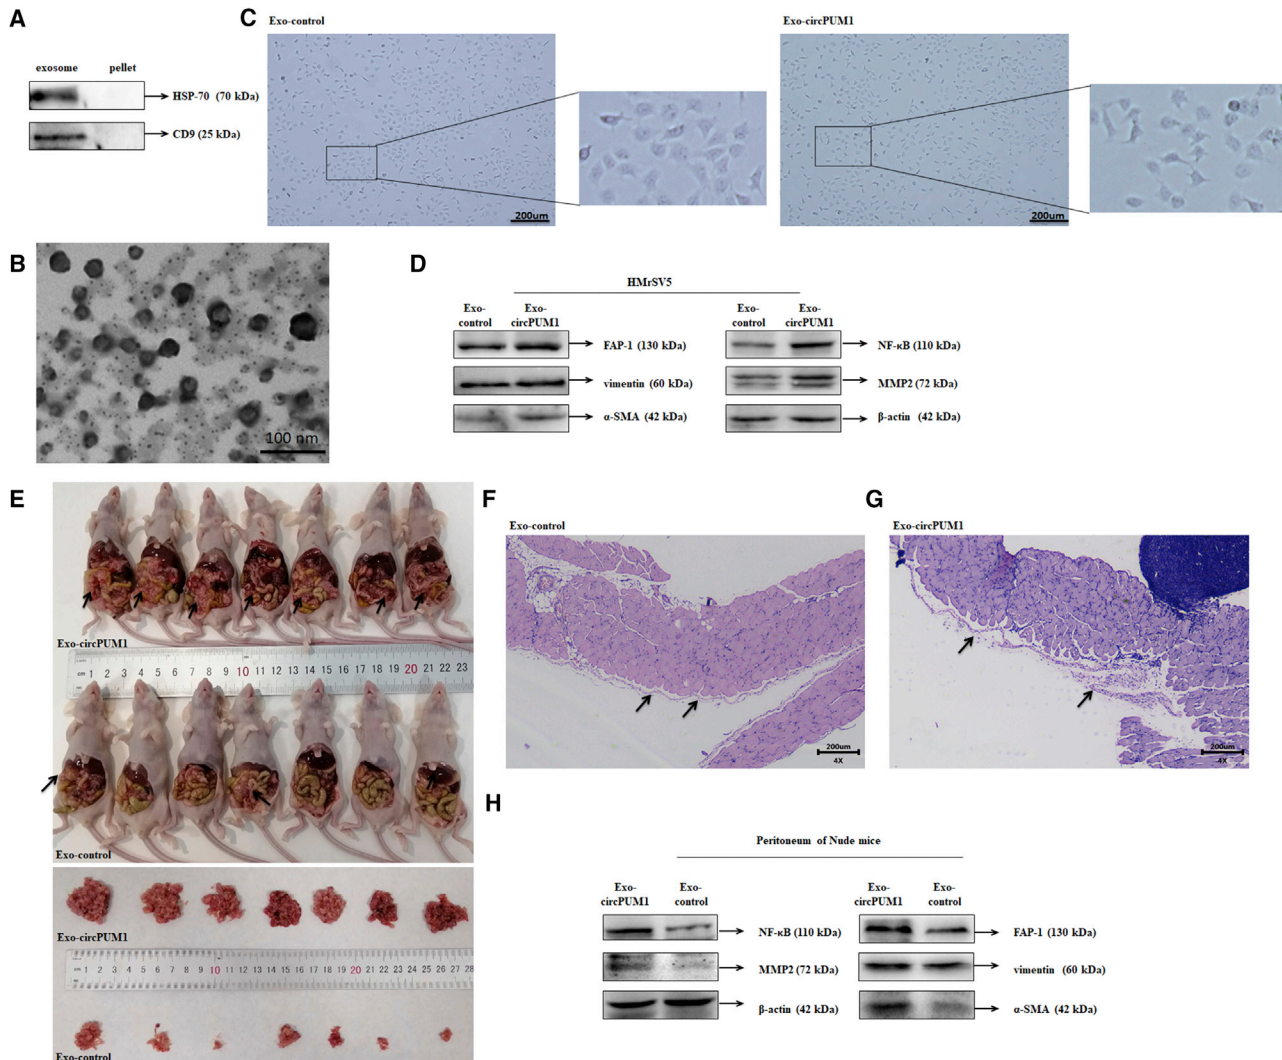 A
exosome pellet
HSP-70 (70 kDa)
CD9 (25 kDa)
B
100 nm
C
Exo-control
200um
Exo-circPUM1
200um
D
HMrSV5
Exo-
control
Exo-
circPUM1
FAP-1 (130 kDa)
vimentin (60 kDa)
α-SMA (42 kDa)
Exo-
control
Exo-
circPUM1
NF-κB (110 kDa)
MMP2 (72 kDa)
β-actin (42 kDa)
E
Exo-circPUM1
cm 1 2 3 4 5 6 7 8 9 10 11 12 13 14 15 16 17 18 19 20 21 22 23
Exo-control
Exo-circPUM1
cm 1 2 3 4 5 6 7 8 9 10 11 12 13 14 15 16 17 18 19 20 21 22 23 24 25 26 27 28
Exo-control
F
Exo-control
200um
4X
G
Exo-circPUM1
200um
4X
H
Peritoneum of Nude mice
Exo-
circPUM1
Exo-
control
NF-κB (110 kDa)
MMP2 (72 kDa)
β-actin (42 kDa)
Exo-
circPUM1
Exo-
control
FAP-1 (130 kDa)
vimentin (60 kDa)
α-SMA (42 kDa)